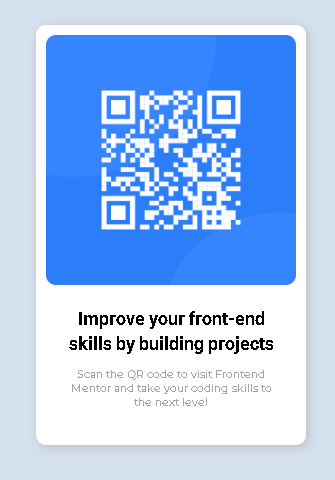 Improve your front-end
skills by building projects
Scan the QR code to visit Frontend
Mentor and take your coding skills to
the next level